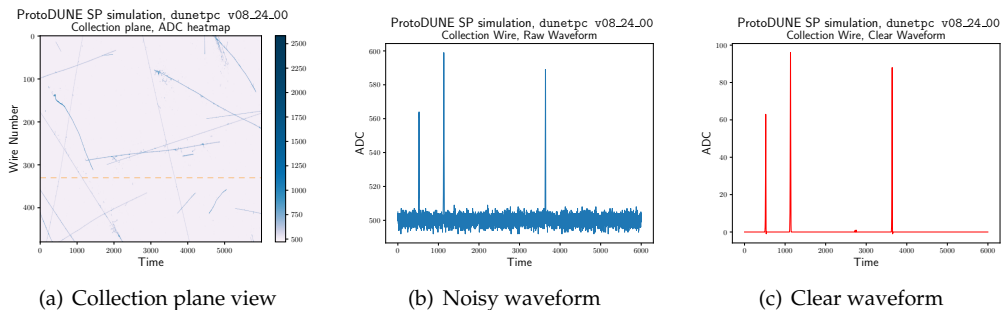 ProtoDUNE SP simulation, dunetpc v08_24_00
Collection plane, ADC heatmap
0
100
200
300
400
Wire Number
0 1000 2000 3000 4000 5000
Time
2500
2250
2000
1750
1500
1250
1000
750
500
(a) Collection plane view
ProtoDUNE SP simulation, dunetpc v08_24_00
Collection Wire, Raw Waveform
600
580
560
540
520
500
ADC
0 1000 2000 3000 4000 5000 6000
Time
(b) Noisy waveform
ProtoDUNE SP simulation, dunetpc v08_24_00
Collection Wire, Clear Waveform
100
80
60
40
20
0
ADC
0 1000 2000 3000 4000 5000 6000
Time
(c) Clear waveform